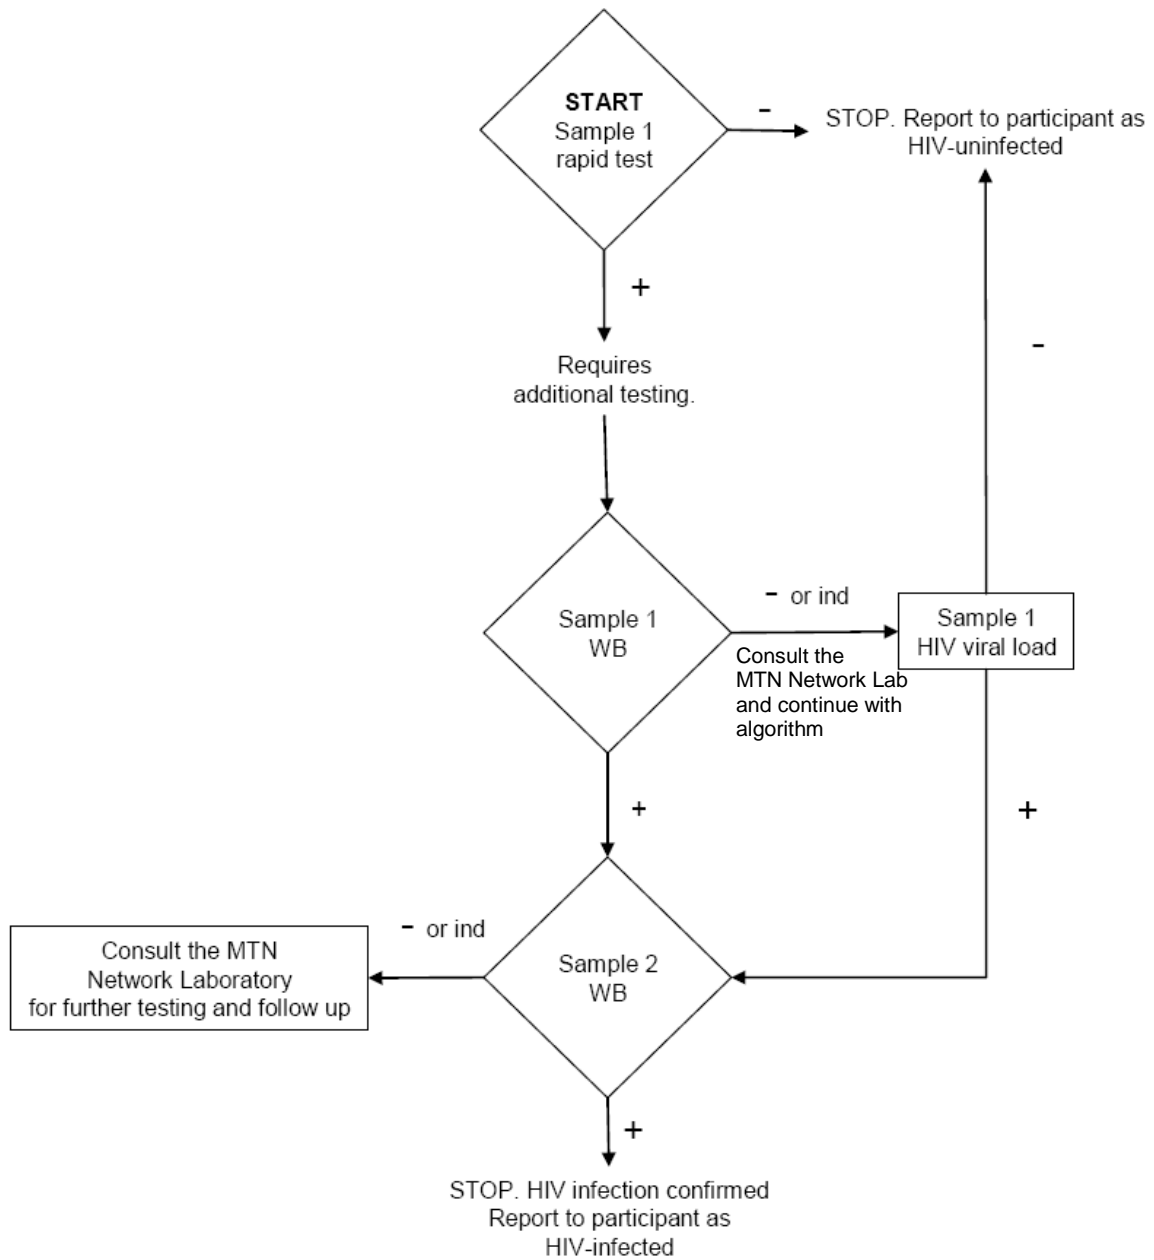 START
Sample 1
rapid test
-
STOP. Report to participant as
HIV-uninfected
+
Requires
additional testing.
-
Sample 1
WB
- or ind
Consult the
MTN Network Lab
and continue with
algorithm
Sample 1
HIV viral load
+
+
Sample 2
WB
- or ind
Consult the MTN
Network Laboratory
for further testing and follow up
+
STOP. HIV infection confirmed
Report to participant as
HIV-infected